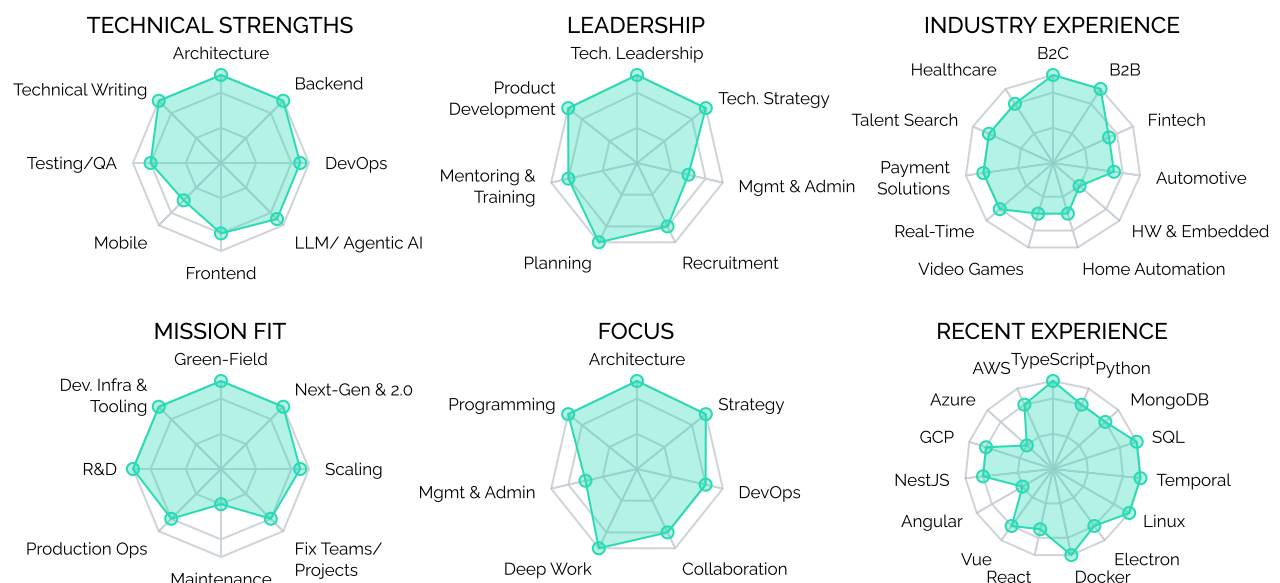 TECHNICAL STRENGTHS
Architecture
Backend
DevOps
LLM/ Agentic AI
Frontend
Mobile
Testing/QA
Technical Writing
LEADERSHIP
Tech. Leadership
Tech. Strategy
Mgmt & Admin
Recruitment
Planning
Mentoring &
Training
Product
Development
INDUSTRY EXPERIENCE
B2C
B2B
Fintech
Automotive
HW & Embedded
Home Automation
Video Games
Real-Time
Payment
Solutions
Talent Search
Healthcare
MISSION FIT
Green-Field
Next-Gen & 2.0
Scaling
Fix Teams/
Projects
Maintenance
Production Ops
R&D
Dev. Infra &
Tooling
FOCUS
Architecture
Strategy
DevOps
Collaboration
Deep Work
Mgmt & Admin
Programming
RECENT EXPERIENCE
TypeScript
Python
MongoDB
SQL
Temporal
Linux
Electron
Docker
React
Vue
Angular
NestJS
GCP
Azure
AWS